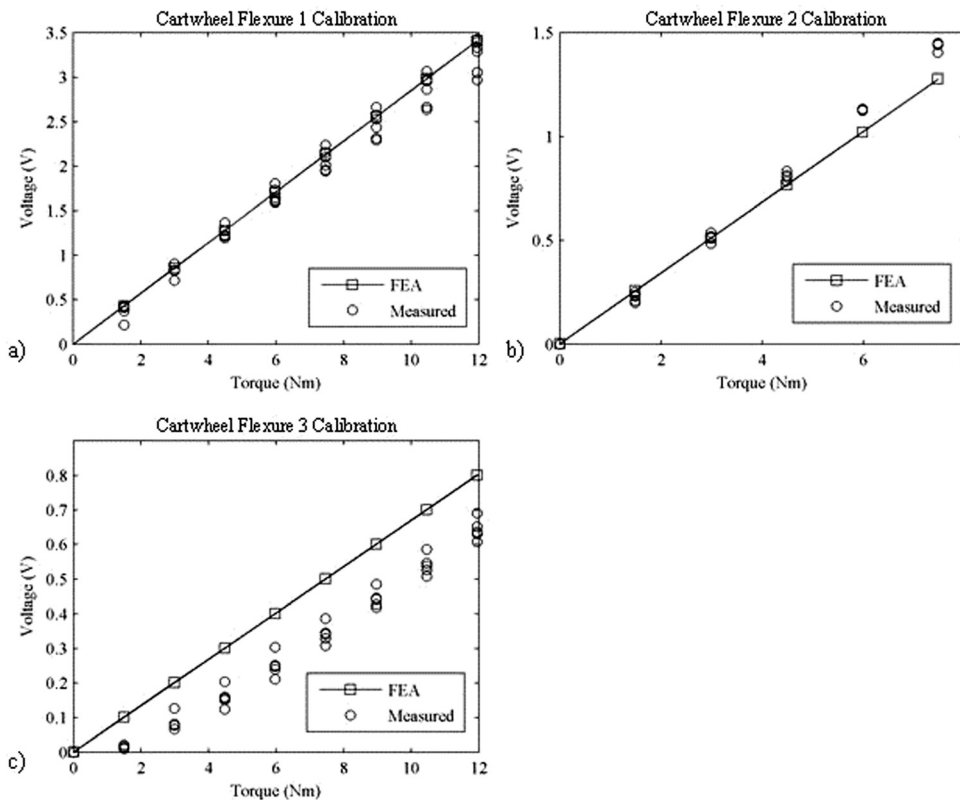 Cartwheel Flexure 1 Calibration
3.5
3
2.5
2
1.5
1
0.5
0
Voltage (V)
FEA
Measured
0 2 4 6 8 10 12
Torque (Nm)
a)
Cartwheel Flexure 2 Calibration
1.5
1
0.5
0
Voltage (V)
FEA
Measured
0 2 4 6
Torque (Nm)
b)
Cartwheel Flexure 3 Calibration
0.8
0.7
0.6
0.5
0.4
0.3
0.2
0.1
0
Voltage (V)
FEA
Measured
0 2 4 6 8 10 12
Torque (Nm)
c)